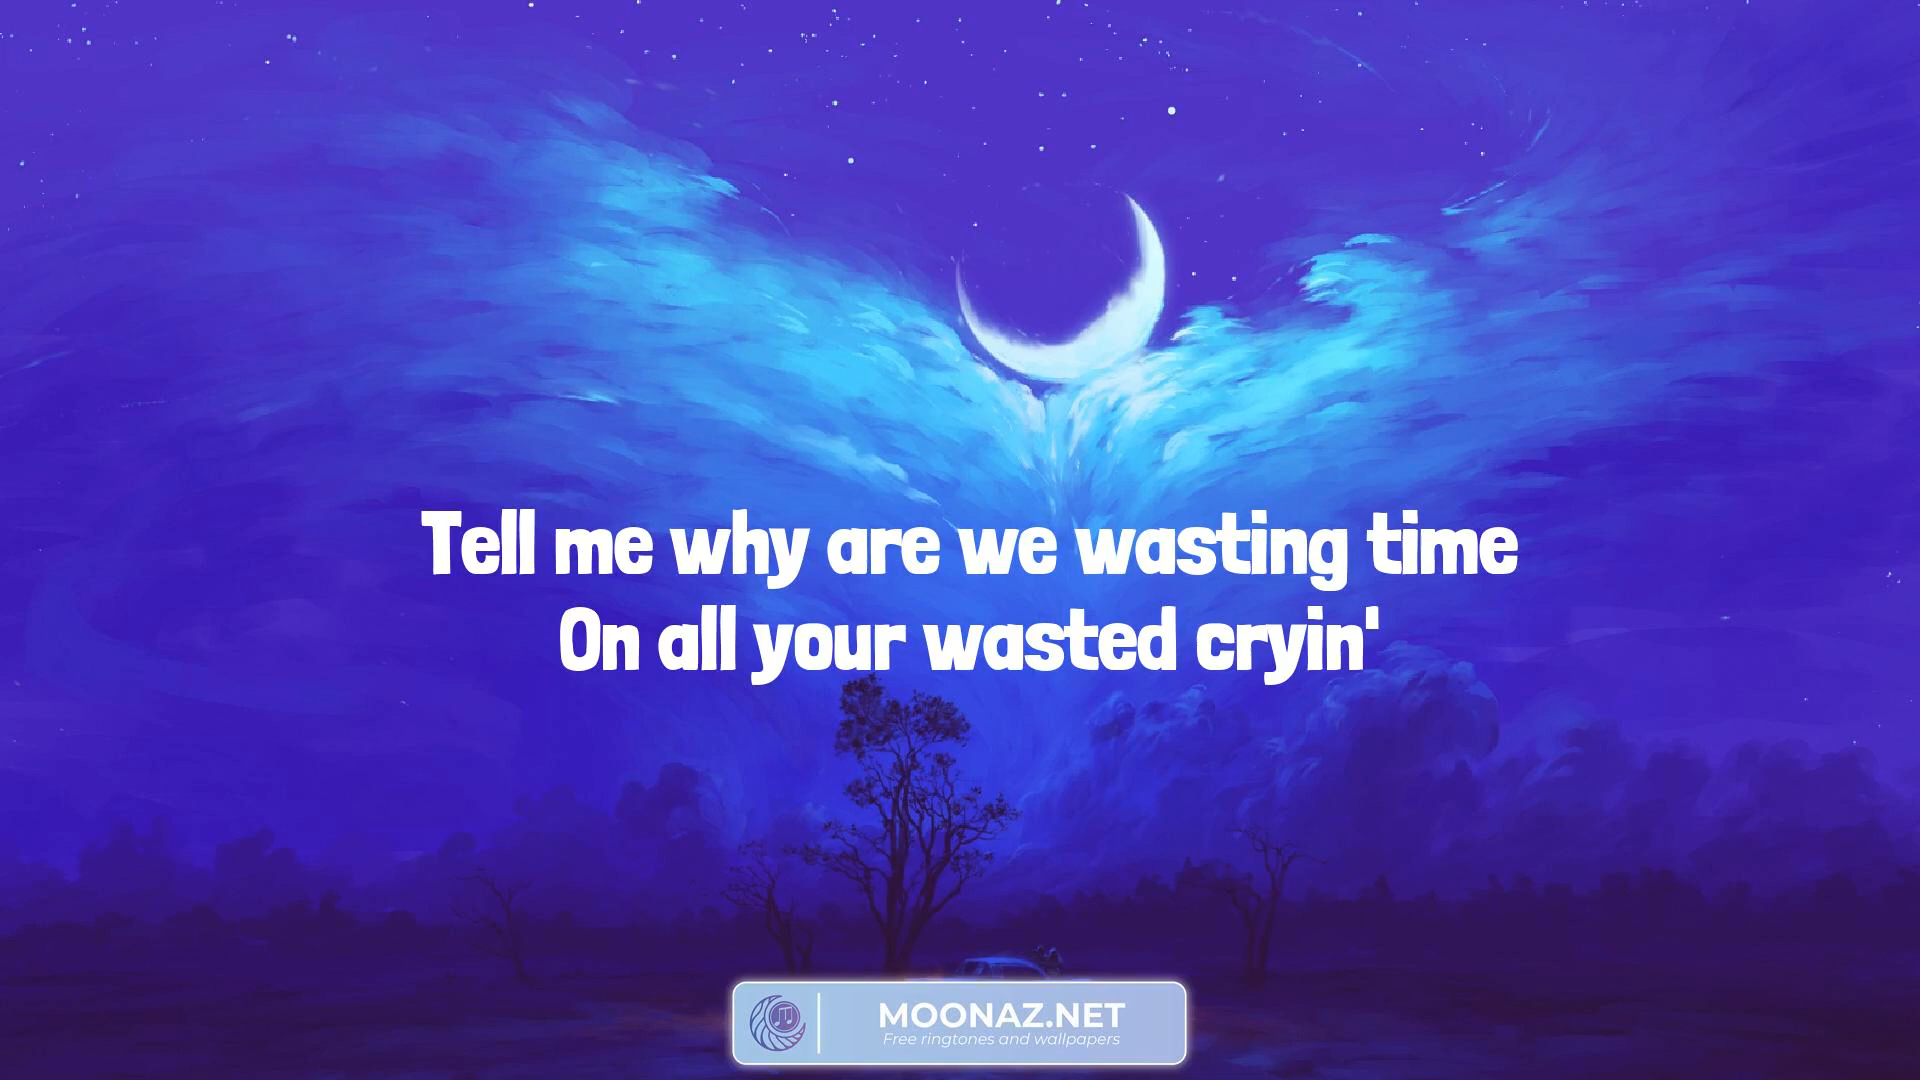 Tell me why are we wasting time
On all your wasted cryin'
MOONAZ.NET
Free ringtones and wallpapers